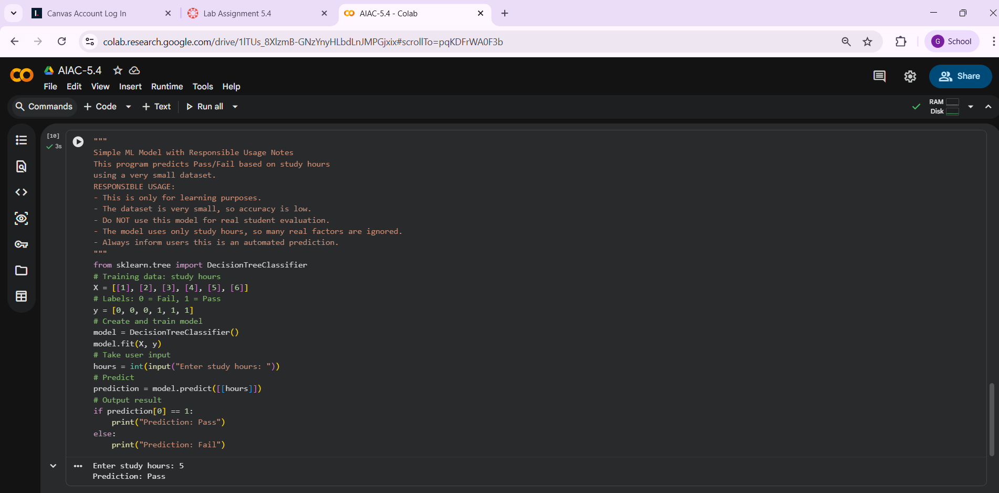 Canvas Account Log In
Lab Assignment 5.4
AIAC-5.4 - Colab
colab.research.google.com/drive/1lTUs_8XlzmB-GNzYnyHLbdLnJMPGjxix#scrollTo=pqKDFrWA0F3b
G School
AIAC-5.4
File Edit View Insert Runtime Tools Help
Share
Commands + Code + Text Run all
RAM
Disk
[10]
3s
"""
Simple ML Model with Responsible Usage Notes
This program predicts Pass/Fail based on study hours
using a very small dataset.
RESPONSIBLE USAGE:
- This is only for learning purposes.
- The dataset is very small, so accuracy is low.
- Do NOT use this model for real student evaluation.
- The model uses only study hours, so many real factors are ignored.
- Always inform users this is an automated prediction.
"""
from sklearn.tree import DecisionTreeClassifier
# Training data: study hours
X = [[1], [2], [3], [4], [5], [6]]
# Labels: 0 = Fail, 1 = Pass
y = [0, 0, 0, 1, 1, 1]
# Create and train model
model = DecisionTreeClassifier()
model.fit(X, y)
# Take user input
hours = int(input("Enter study hours: "))
# Predict
prediction = model.predict([[hours]])
# Output result
if prediction[0] == 1:
    print("Prediction: Pass")
else:
    print("Prediction: Fail")
Enter study hours: 5
Prediction: Pass